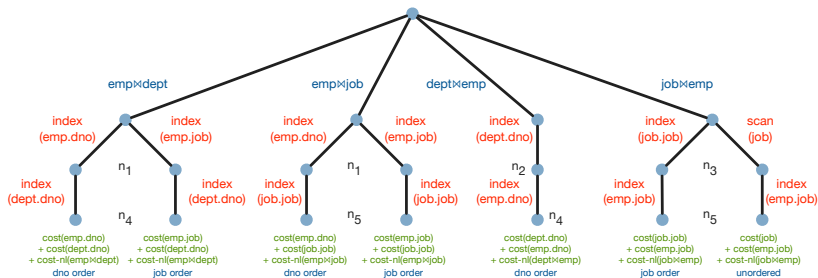 emp⋈dept
emp⋈job
dept⋈emp
job⋈emp
index
(emp.dno)
index
(emp.job)
index
(emp.dno)
index
(emp.job)
index
(dept.dno)
index
(job.job)
scan
(job)
n1
n1
n2
n3
index
(dept.dno)
index
(dept.dno)
index
(job.job)
index
(job.job)
index
(emp.dno)
index
(emp.job)
index
(emp.job)
n4
n5
n4
n5
cost(emp.dno)
+ cost(dept.dno)
+ cost-nl(emp⋈dept)
dno order
cost(emp.job)
+ cost(dept.dno)
+ cost-nl(emp⋈dept)
job order
cost(emp.dno)
+ cost(job.job)
+ cost-nl(emp⋈job)
dno order
cost(emp.job)
+ cost(job.job)
+ cost-nl(emp⋈job)
job order
cost(dept.dno)
+ cost(emp.dno)
+ cost-nl(dept⋈emp)
dno order
cost(job.job)
+ cost(emp.job)
+ cost-nl(job⋈emp)
job order
cost(job)
+ cost(emp.job)
+ cost-nl(job⋈emp)
unordered